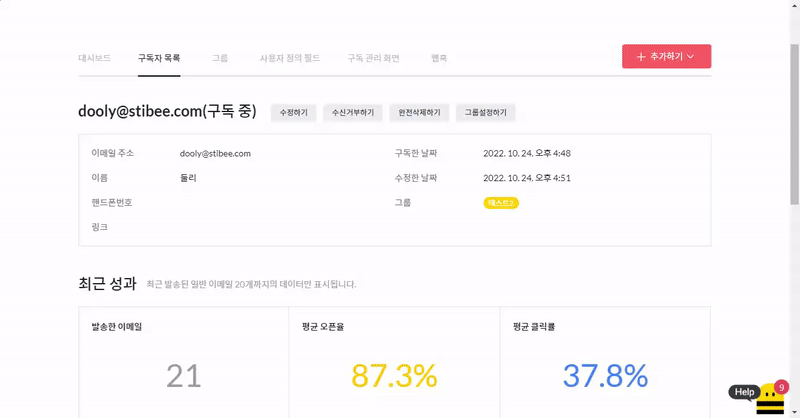 대시보드 구독자 목록 그룹 사용자 정의 필드 구독 관리 화면 웹훅 + 추가하기
dooly@stibee.com(구독 중) 수정하기 수신거부하기 완전삭제하기 그룹설정하기
이메일 주소 dooly@stibee.com 구독한 날짜 2022. 10. 24. 오후 4:48
이름 둘리 수정한 날짜 2022. 10. 24. 오후 4:51
핸드폰번호 그룹 테스트2
링크
최근 성과 최근 발송된 일반 이메일 20개까지의 데이터만 표시됩니다.
발송한 이메일 평균 오픈율 평균 클릭률
21 87.3% 37.8%
Help 9